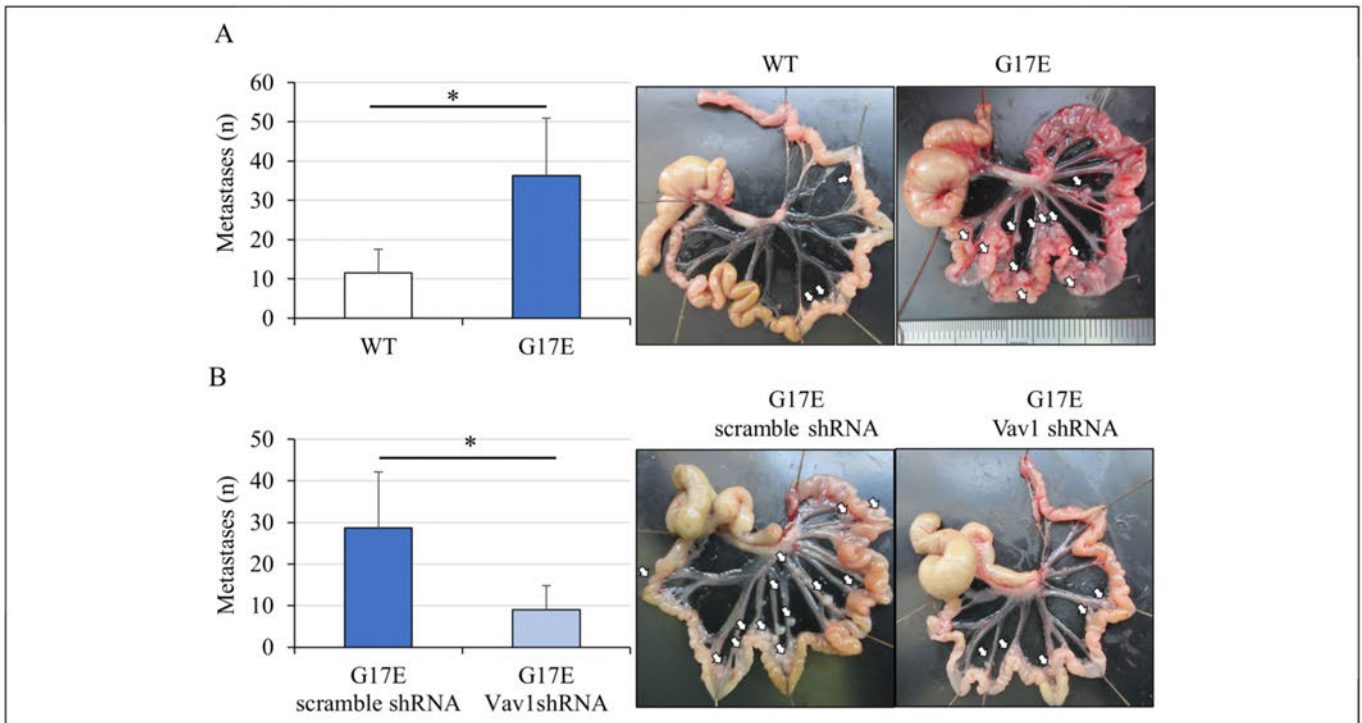 A
60
50
40
30
20
10
0
Metastases (n)
*
WT
G17E
WT
G17E
B
50
40
30
20
10
0
Metastases (n)
*
G17E
scramble shRNA
G17E
Vav1shRNA
G17E
scramble shRNA
G17E
Vav1 shRNA